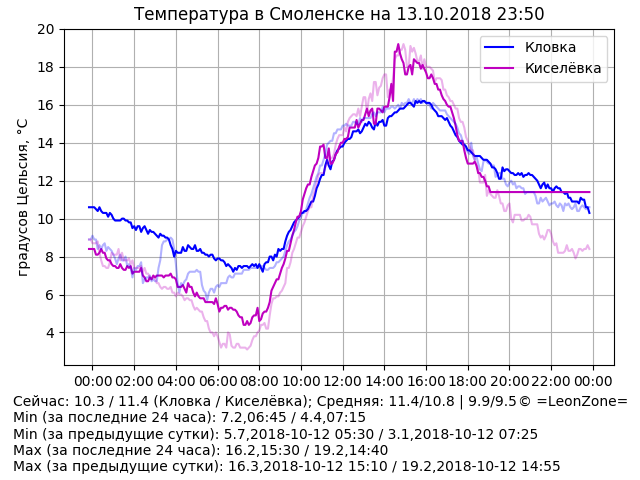 Температура в Смоленске на 13.10.2018 23:50
Кловка
Киселёвка
градусов Цельсия, °C
20
18
16
14
12
10
8
6
4
00:00 02:00 04:00 06:00 08:00 10:00 12:00 14:00 16:00 18:00 20:00 22:00 00:00
Сейчас: 10.3 / 11.4 (Кловка / Киселёвка); Средняя: 11.4/10.8 | 9.9/9.5© =LeonZone=
Min (за последние 24 часа): 7.2,06:45 / 4.4,07:15
Min (за предыдущие сутки): 5.7,2018-10-12 05:30 / 3.1,2018-10-12 07:25
Max (за последние 24 часа): 16.2,15:30 / 19.2,14:40
Max (за предыдущие сутки): 16.3,2018-10-12 15:10 / 19.2,2018-10-12 14:55